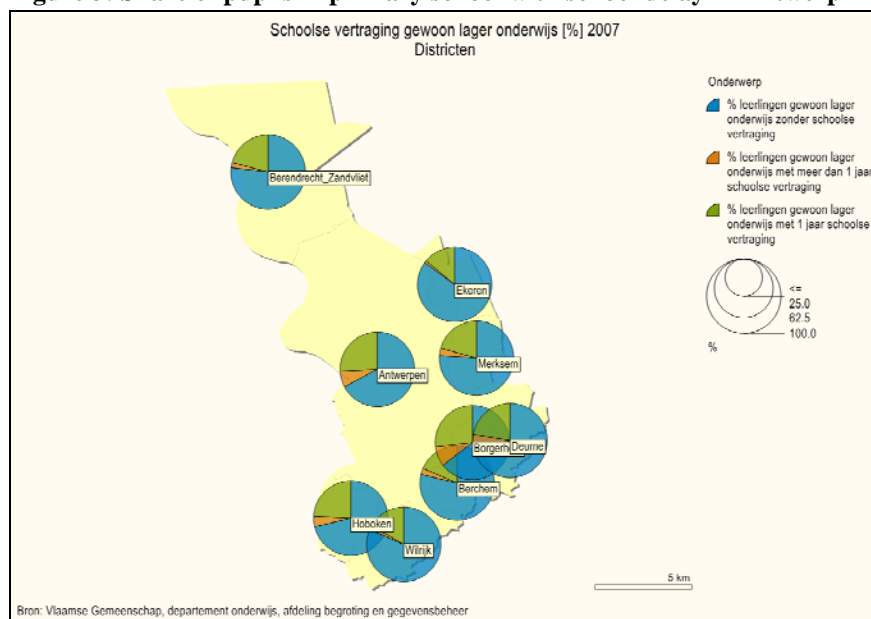 Schoolse vertraging gewoon lager onderwijs [%] 2007
Districten
Onderwerp
% leerlingen gewoon lager
onderwijs zonder schoolse
vertraging
% leerlingen gewoon lager
onderwijs met meer dan 1 jaar
schoolse vertraging
% leerlingen gewoon lager
onderwijs met 1 jaar schoolse
vertraging
<=
25.0
62.5
100.0
%
Berendrecht_Zandvliet
Ekeren
Merksem
Antwerpen
Borgerh
Deurne
Berchem
Hoboken
Wilrijk
5 km
Bron: Vlaamse Gemeenschap, departement onderwijs, afdeling begroting en gegevensbeheer